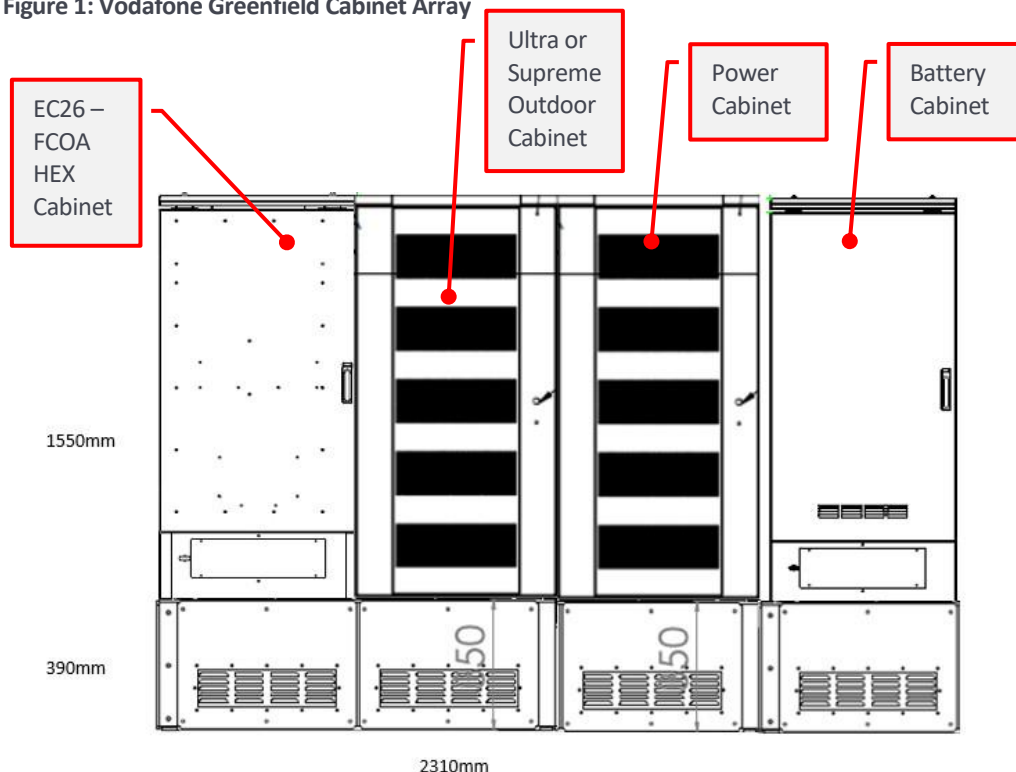 Figure 1: Vodafone Greenfield Cabinet Array
EC26 –
FCOA
HEX
Cabinet
Ultra or
Supreme
Outdoor
Cabinet
Power
Cabinet
Battery
Cabinet
1550mm
390mm
2310mm